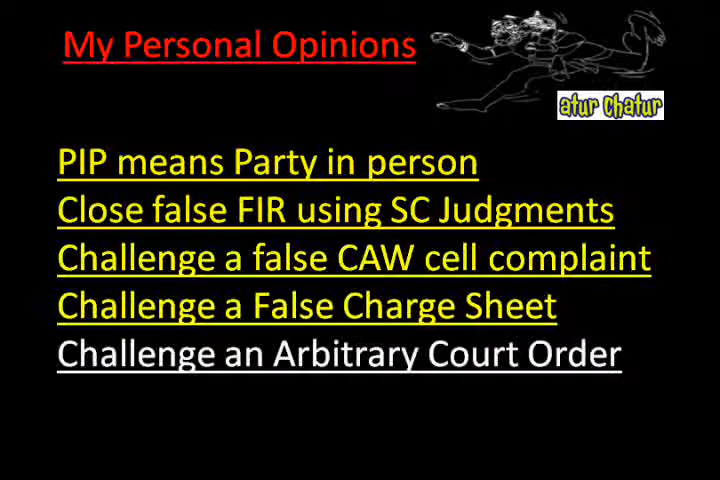 My Personal Opinions
atur chatur
PIP means Party in person
Close false FIR using SC Judgments
Challenge a false CAW cell complaint
Challenge a False Charge Sheet
Challenge an Arbitrary Court Order